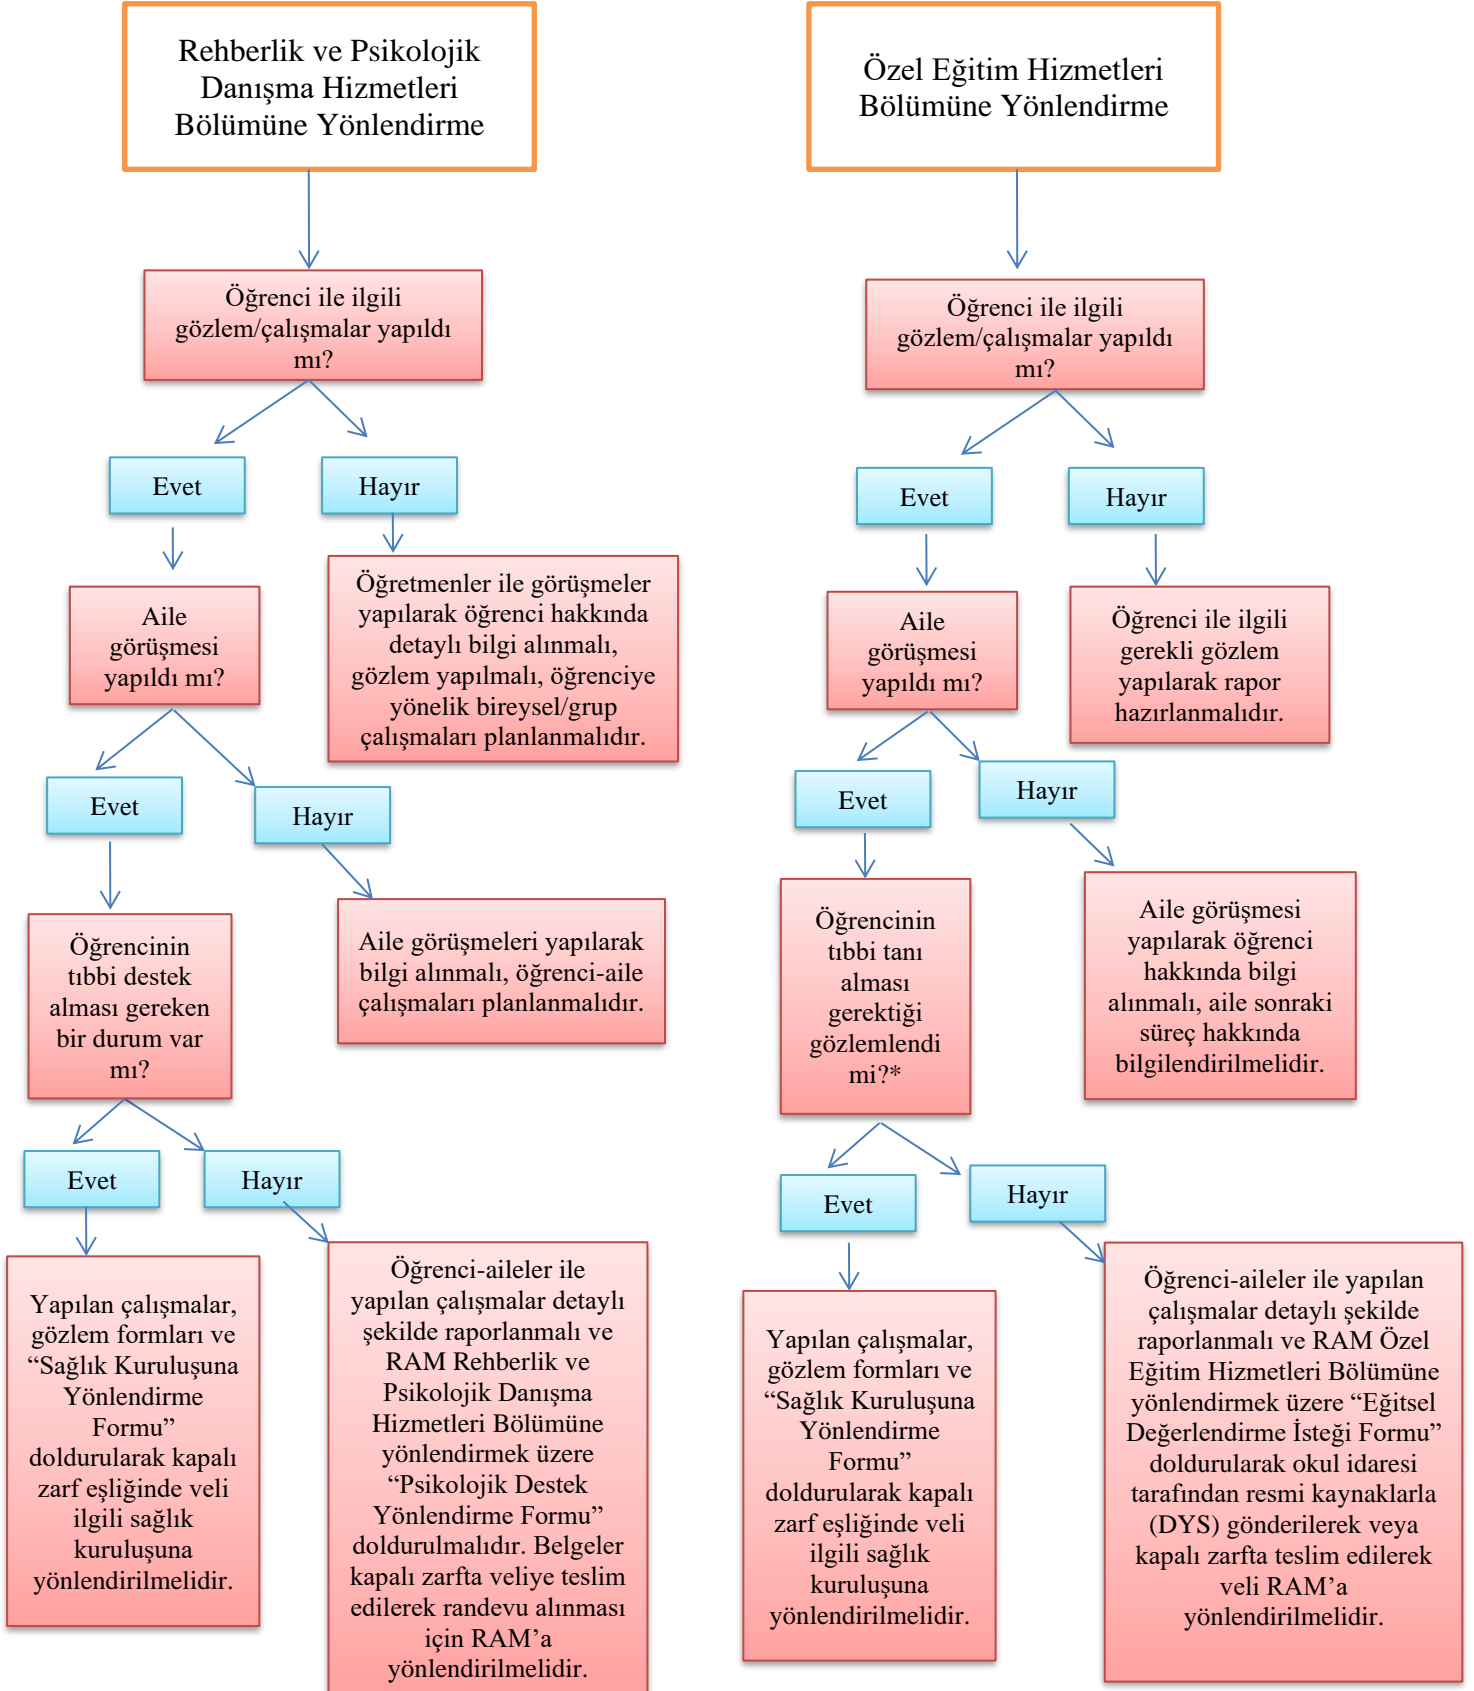 Rehberlik ve Psikolojik
Danışma Hizmetleri
Bölümüne Yönlendirme
Öğrenci ile ilgili
gözlem/çalışmalar yapıldı
mı?
Evet
Hayır
Öğretmenler ile görüşmeler
yapılarak öğrenci hakkında
detaylı bilgi alınmalı,
gözlem yapılmalı, öğrenciye
yönelik bireysel/grup
çalışmaları planlanmalıdır.
Aile
görüşmesi
yapıldı mı?
Evet
Hayır
Aile görüşmeleri yapılarak
bilgi alınmalı, öğrenci-aile
çalışmaları planlanmalıdır.
Öğrencinin
tıbbi destek
alması gereken
bir durum var
mı?
Evet
Hayır
Yapılan çalışmalar,
gözlem formları ve
“Sağlık Kuruluşuna
Yönlendirme
Formu”
doldurularak kapalı
zarf eşliğinde veli
ilgili sağlık
kuruluşuna
yönlendirilmelidir.
Öğrenci-aileler ile
yapılan çalışmalar detaylı
şekilde raporlanmalı ve
RAM Rehberlik ve
Psikolojik Danışma
Hizmetleri Bölümüne
yönlendirmek üzere
“Psikolojik Destek
Yönlendirme Formu”
doldurulmalıdır. Belgeler
kapalı zarfta veliye teslim
edilerek randevu alınması
için RAM’a
yönlendirilmelidir.
Özel Eğitim Hizmetleri
Bölümüne Yönlendirme
Öğrenci ile ilgili
gözlem/çalışmalar yapıldı
mı?
Evet
Hayır
Öğrenci ile ilgili
gerekli gözlem
yapılarak rapor
hazırlanmalıdır.
Aile
görüşmesi
yapıldı mı?
Evet
Hayır
Aile görüşmesi
yapılarak öğrenci
hakkında bilgi
alınmalı, aile sonraki
süreç hakkında
bilgilendirilmelidir.
Öğrencinin
tıbbi tanı
alması
gerektiği
gözlemlendi
mi?*
Evet
Hayır
Yapılan çalışmalar,
gözlem formları ve
“Sağlık Kuruluşuna
Yönlendirme
Formu”
doldurularak kapalı
zarf eşliğinde veli
ilgili sağlık
kuruluşuna
yönlendirilmelidir.
Öğrenci-aileler ile yapılan
çalışmalar detaylı şekilde
raporlanmalı ve RAM Özel
Eğitim Hizmetleri Bölümüne
yönlendirmek üzere “Eğitsel
Değerlendirme İsteği Formu”
doldurularak okul idaresi
tarafından resmi kaynaklarla
(DYS) gönderilerek veya
kapalı zarfta teslim edilerek
veli RAM’a
yönlendirilmelidir.